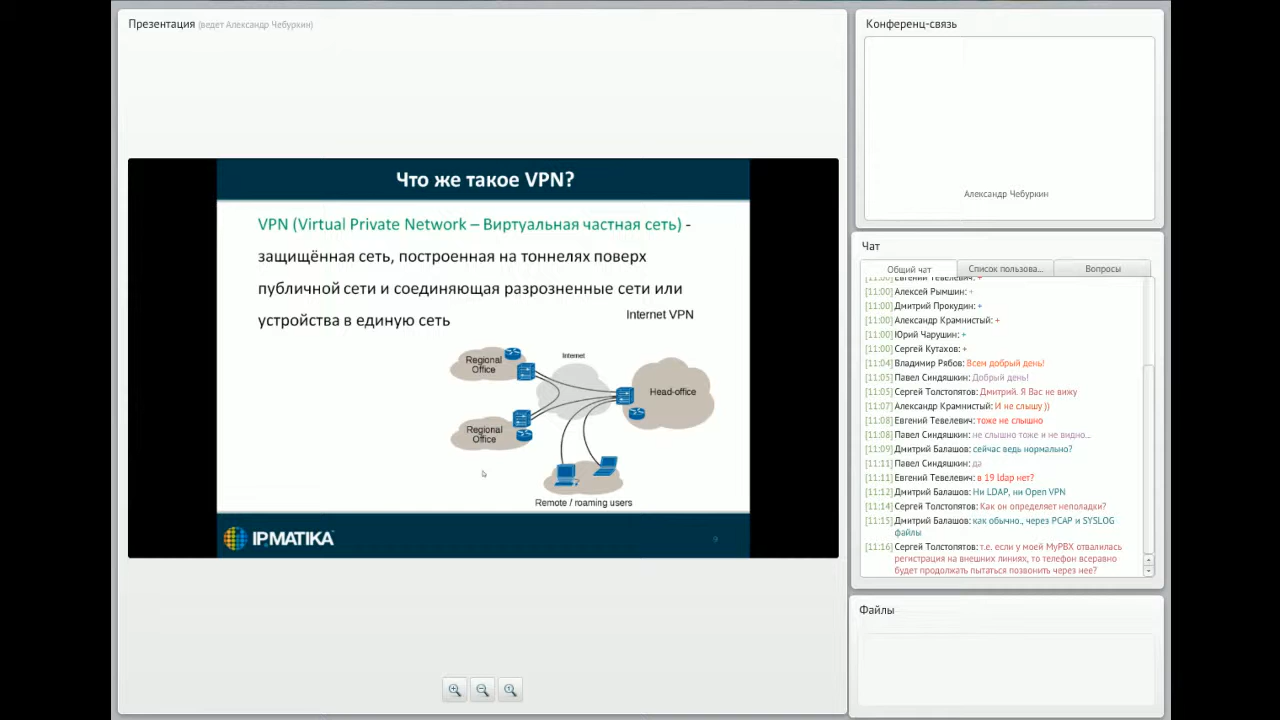 Презентация (ведет Александр Чебуркин)
Что же такое VPN?
VPN (Virtual Private Network – Виртуальная частная сеть) -
защищённая сеть, построенная на тоннелях поверх
публичной сети и соединяющая разрозненные сети или
устройства в единую сеть
Internet VPN
Regional
Office
Internet
Head-office
Regional
Office
Remote / roaming users
IPMATIKA
9
Конференц-связь
Александр Чебуркин
Чат
Общий чат
Список пользова...
Вопросы
[11:00] Евгений Тевелевич: +
[11:00] Алексей Рымшин: +
[11:00] Дмитрий Прокудин: +
[11:00] Александр Крамнистый: +
[11:00] Юрий Чарушин: +
[11:00] Сергей Кутахов: +
[11:04] Владимир Рябов: Всем добрый день!
[11:05] Павел Синдяшкин: Добрый день!
[11:06] Сергей Толстопятов: Дмитрий. Я Вас не вижу
[11:07] Александр Крамнистый: И не слышу ))
[11:08] Евгений Тевелевич: тоже не слышно
[11:08] Павел Синдяшкин: не слышно тоже и не видно...
[11:09] Дмитрий Балашов: сейчас ведь нормально?
[11:11] Павел Синдяшкин: да
[11:11] Евгений Тевелевич: в 19 ldap нет?
[11:12] Дмитрий Балашов: Ни LDAP, ни Open VPN
[11:14] Сергей Толстопятов: Как он определяет неполадки?
[11:15] Дмитрий Балашов: как обычно., через PCAP и SYSLOG
файлы
[11:16] Сергей Толстопятов: т.е. если у моей MyPBX отвалилась
регистрация на внешних линиях, то телефон всеравно
будет продолжать пытаться позвонить через нее?
Файлы